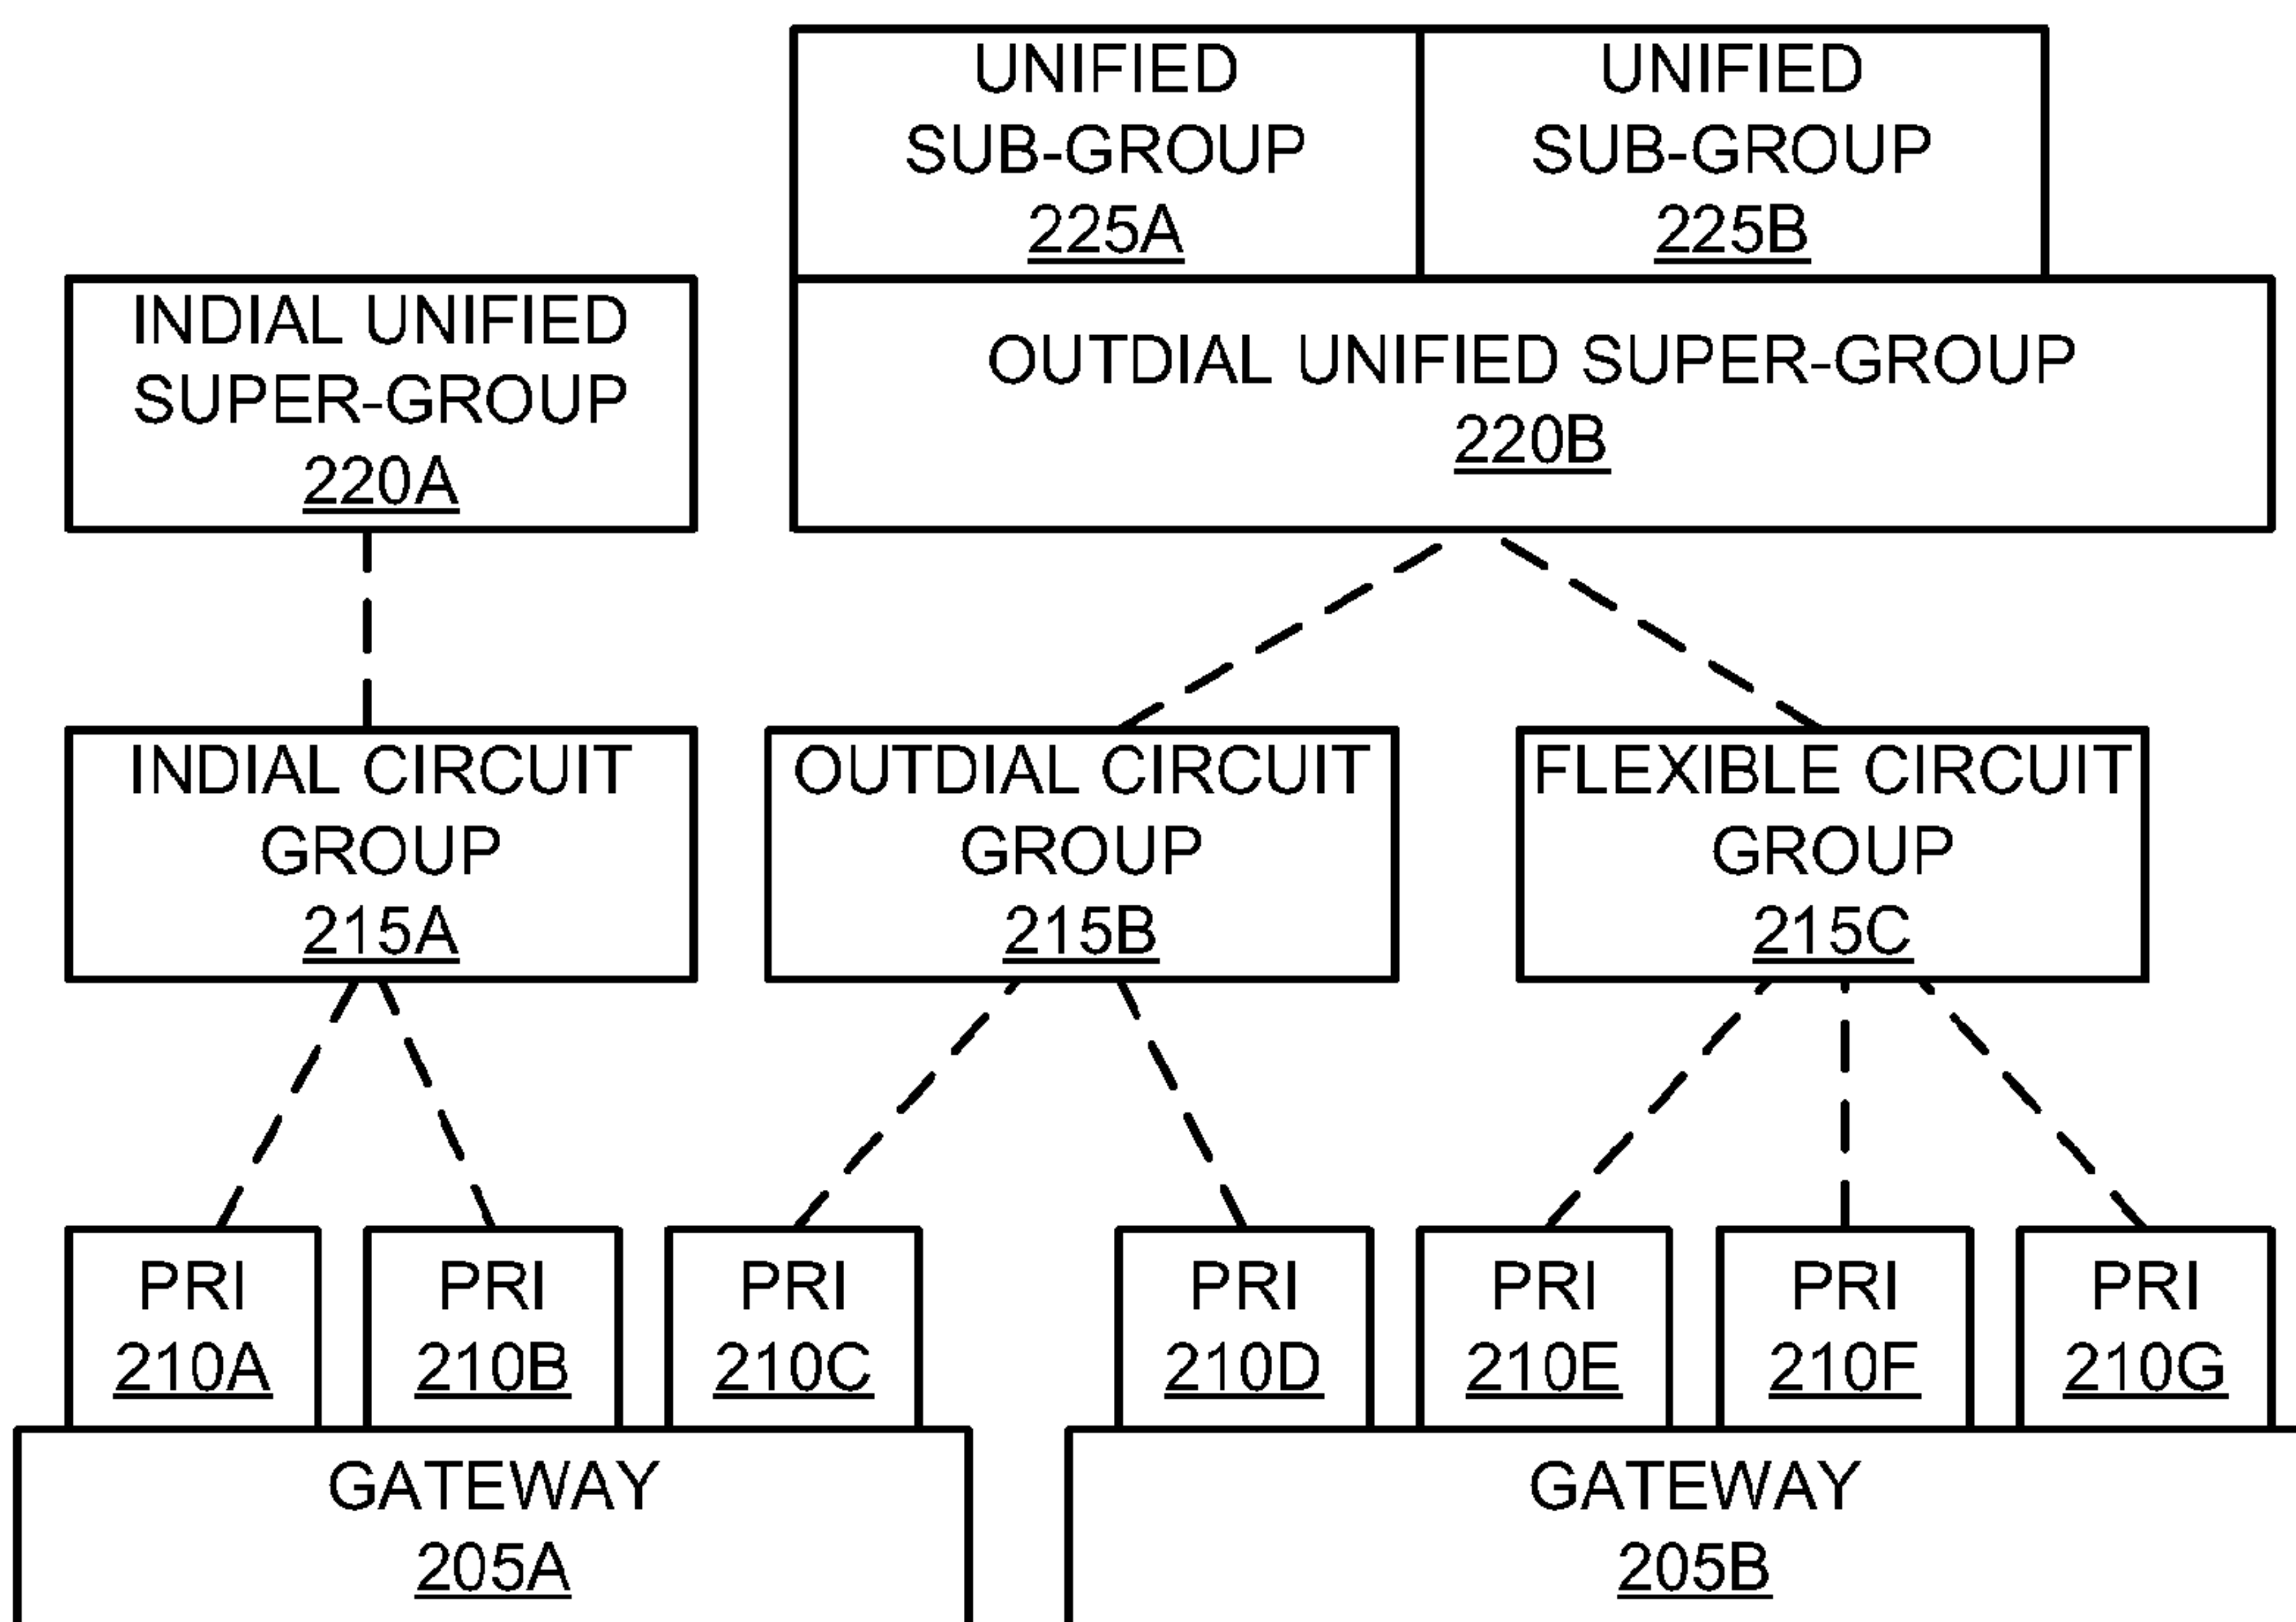 UNIFIED
SUB-GROUP
225A
UNIFIED
SUB-GROUP
225B
INDIAL UNIFIED
SUPER-GROUP
220A
OUTDIAL UNIFIED SUPER-GROUP
220B
INDIAL CIRCUIT
GROUP
215A
OUTDIAL CIRCUIT
GROUP
215B
FLEXIBLE CIRCUIT
GROUP
215C
PRI
210A
PRI
210B
PRI
210C
PRI
210D
PRI
210E
PRI
210F
PRI
210G
GATEWAY
205A
GATEWAY
205B